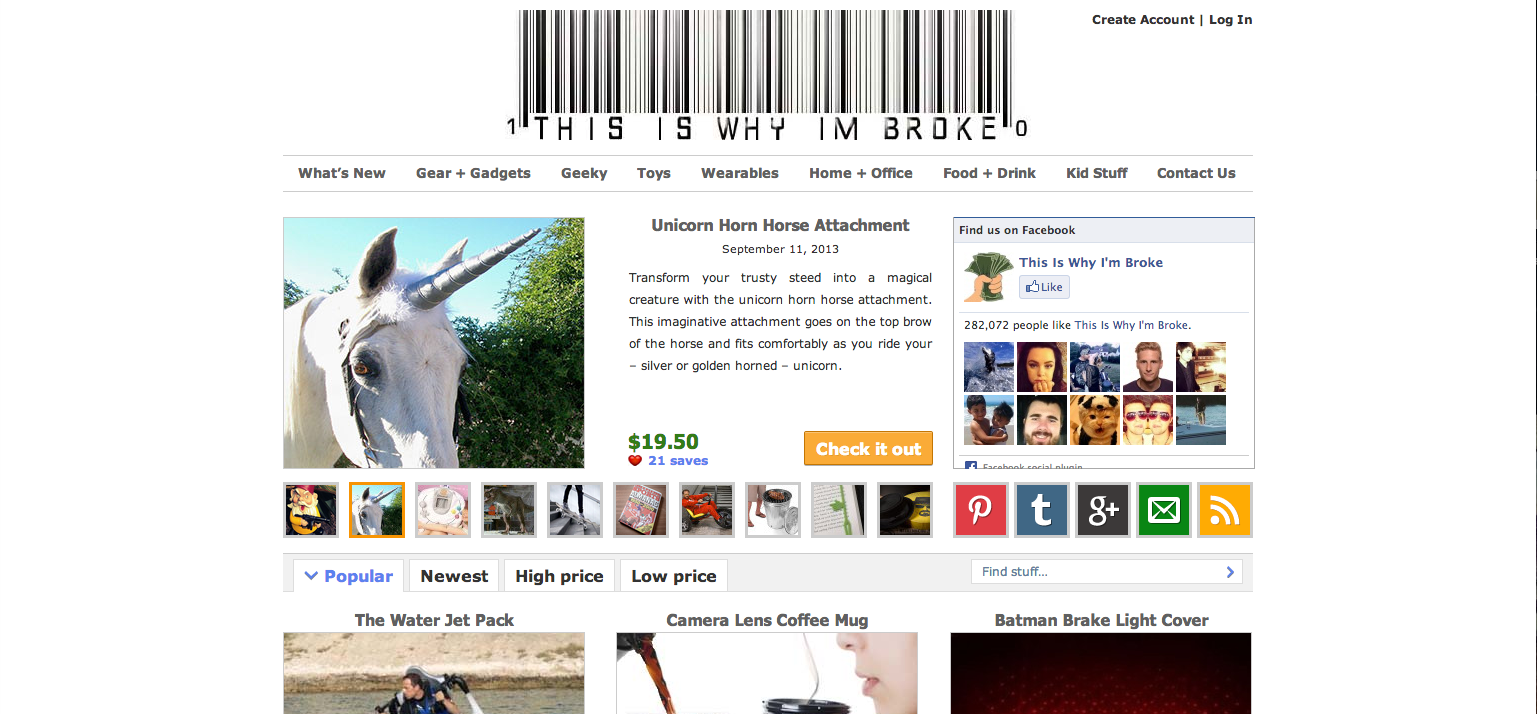 Create Account | Log In
1 THIS IS WHY IM BROKE 0
What's New Gear + Gadgets Geeky Toys Wearables Home + Office Food + Drink Kid Stuff Contact Us
Unicorn Horn Horse Attachment
September 11, 2013
Transform your trusty steed into a magical
creature with the unicorn horn horse attachment.
This imaginative attachment goes on the top brow
of the horse and fits comfortably as you ride your
– silver or golden horned – unicorn.
$19.50
21 saves
Check it out
Find us on Facebook
This Is Why I'm Broke
Like
282,072 people like This Is Why I'm Broke.
Facebook social plugin
t
g+
Popular Newest High price Low price
Find stuff...
The Water Jet Pack Camera Lens Coffee Mug Batman Brake Light Cover